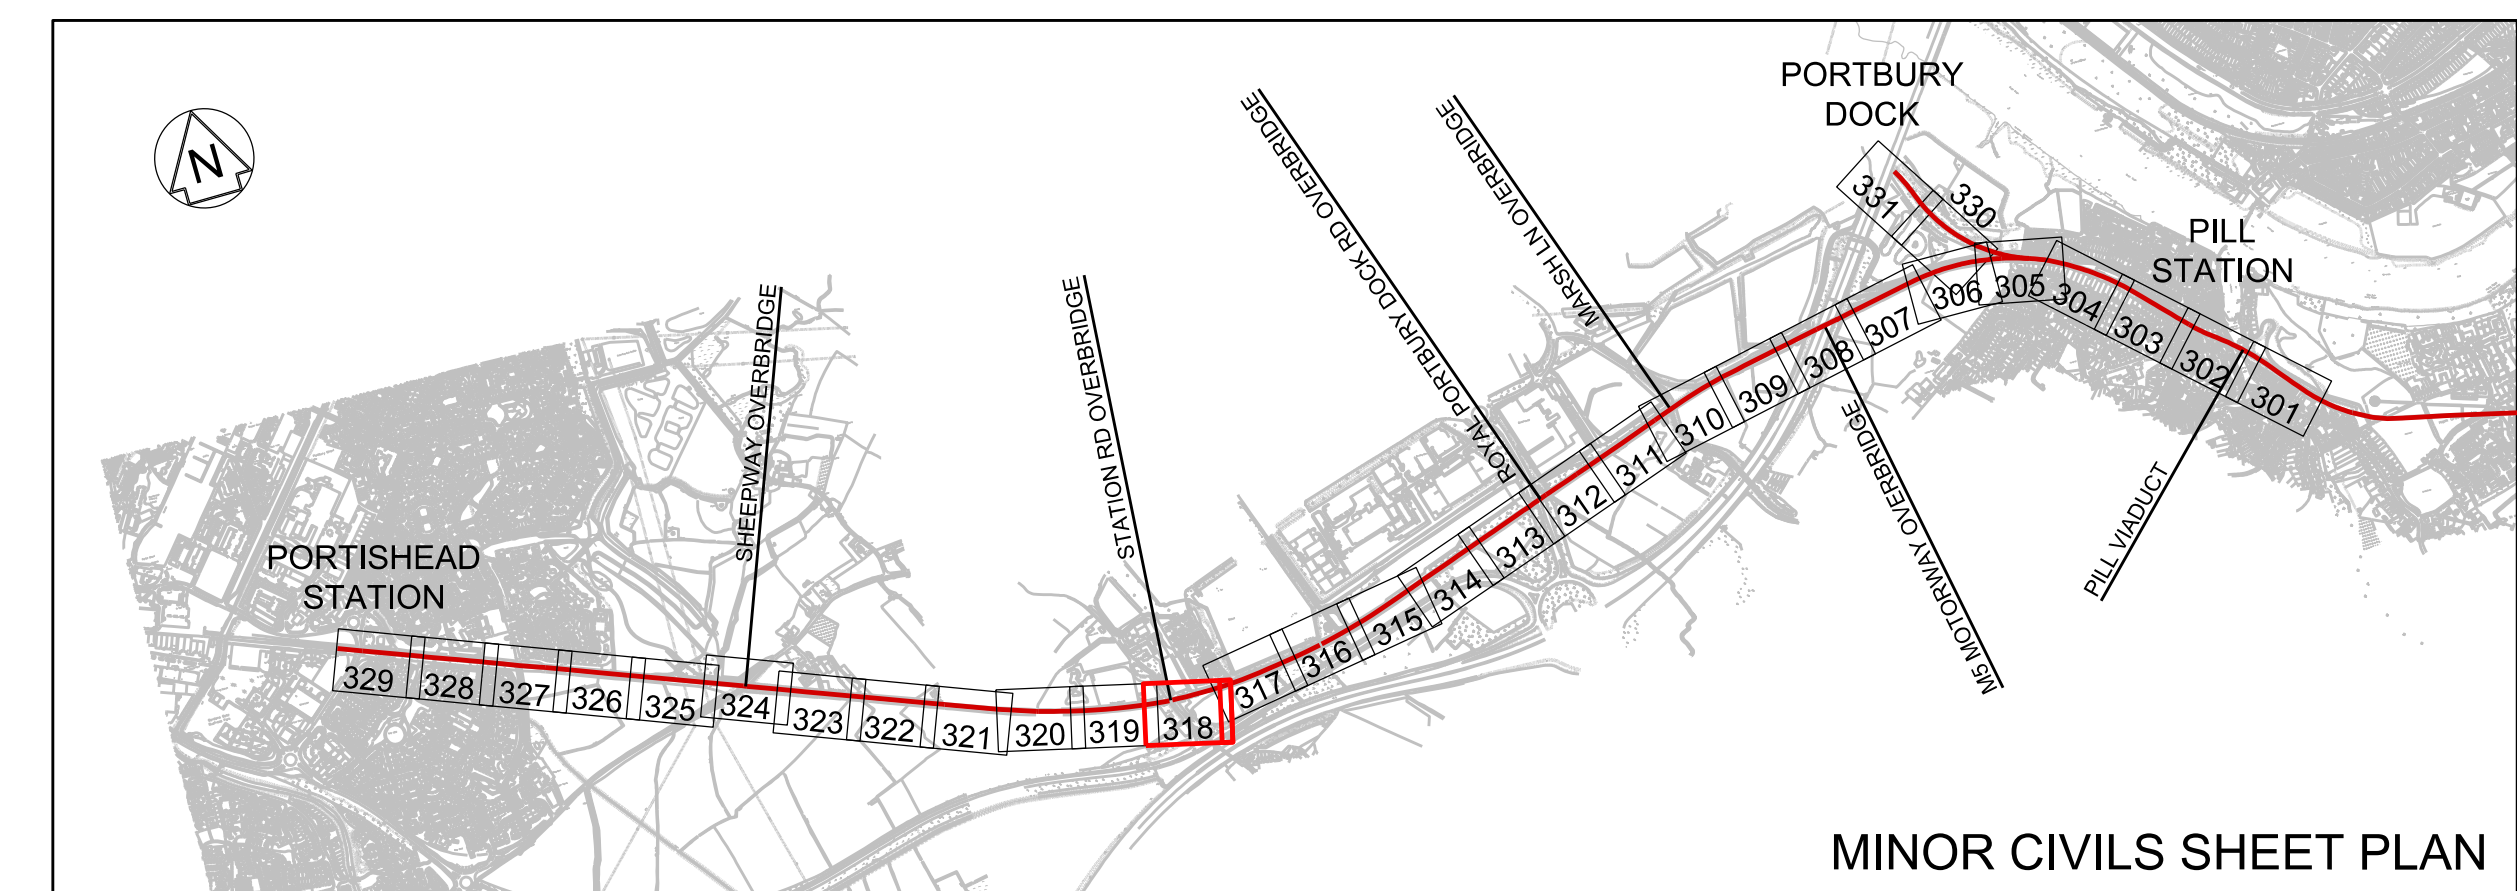 N
PORTBURY
DOCK
PILL
STATION
PORTISHEAD
STATION
SHEEPWAY OVERBRIDGE
STATION RD OVERBRIDGE
ROYAL PORTBURY DOCK RD OVERBRIDGE
MARSH LN OVERBRIDGE
M5 MOTORWAY OVERBRIDGE
PILL VIADUCT
329
328
327
326
325
324
323
322
321
320
319
318
317
316
315
314
313
312
311
310
309
308
307
306
305
304
303
302
301
331
330
MINOR CIVILS SHEET PLAN